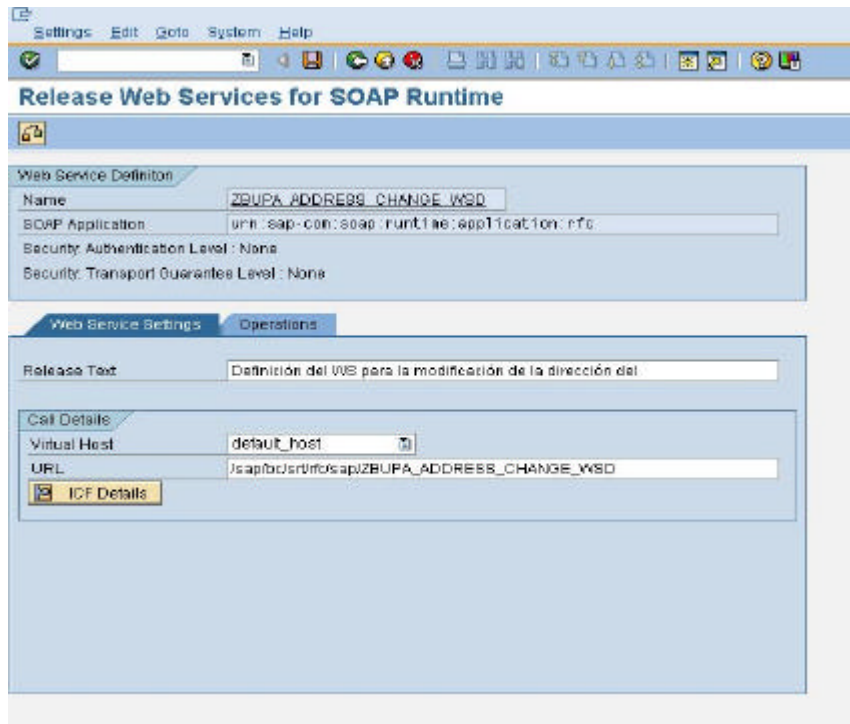 Settings Edit Goto System Help
Release Web Services for SOAP Runtime
Web Service Definiton
Name ZBUPA_ADDRESS_CHANGE_WSD
SOAP Application urn:sap-com:soap:runtime:application:rfc
Security: Authentication Level : None
Security: Transport Guarantee Level : None
Web Service Settings Operations
Release Text Definición del WS para la modificación de la dirección del
Call Details
Virtual Host default_host
URL /sap/bc/srt/rfc/sap/ZBUPA_ADDRESS_CHANGE_WSD
ICF Details